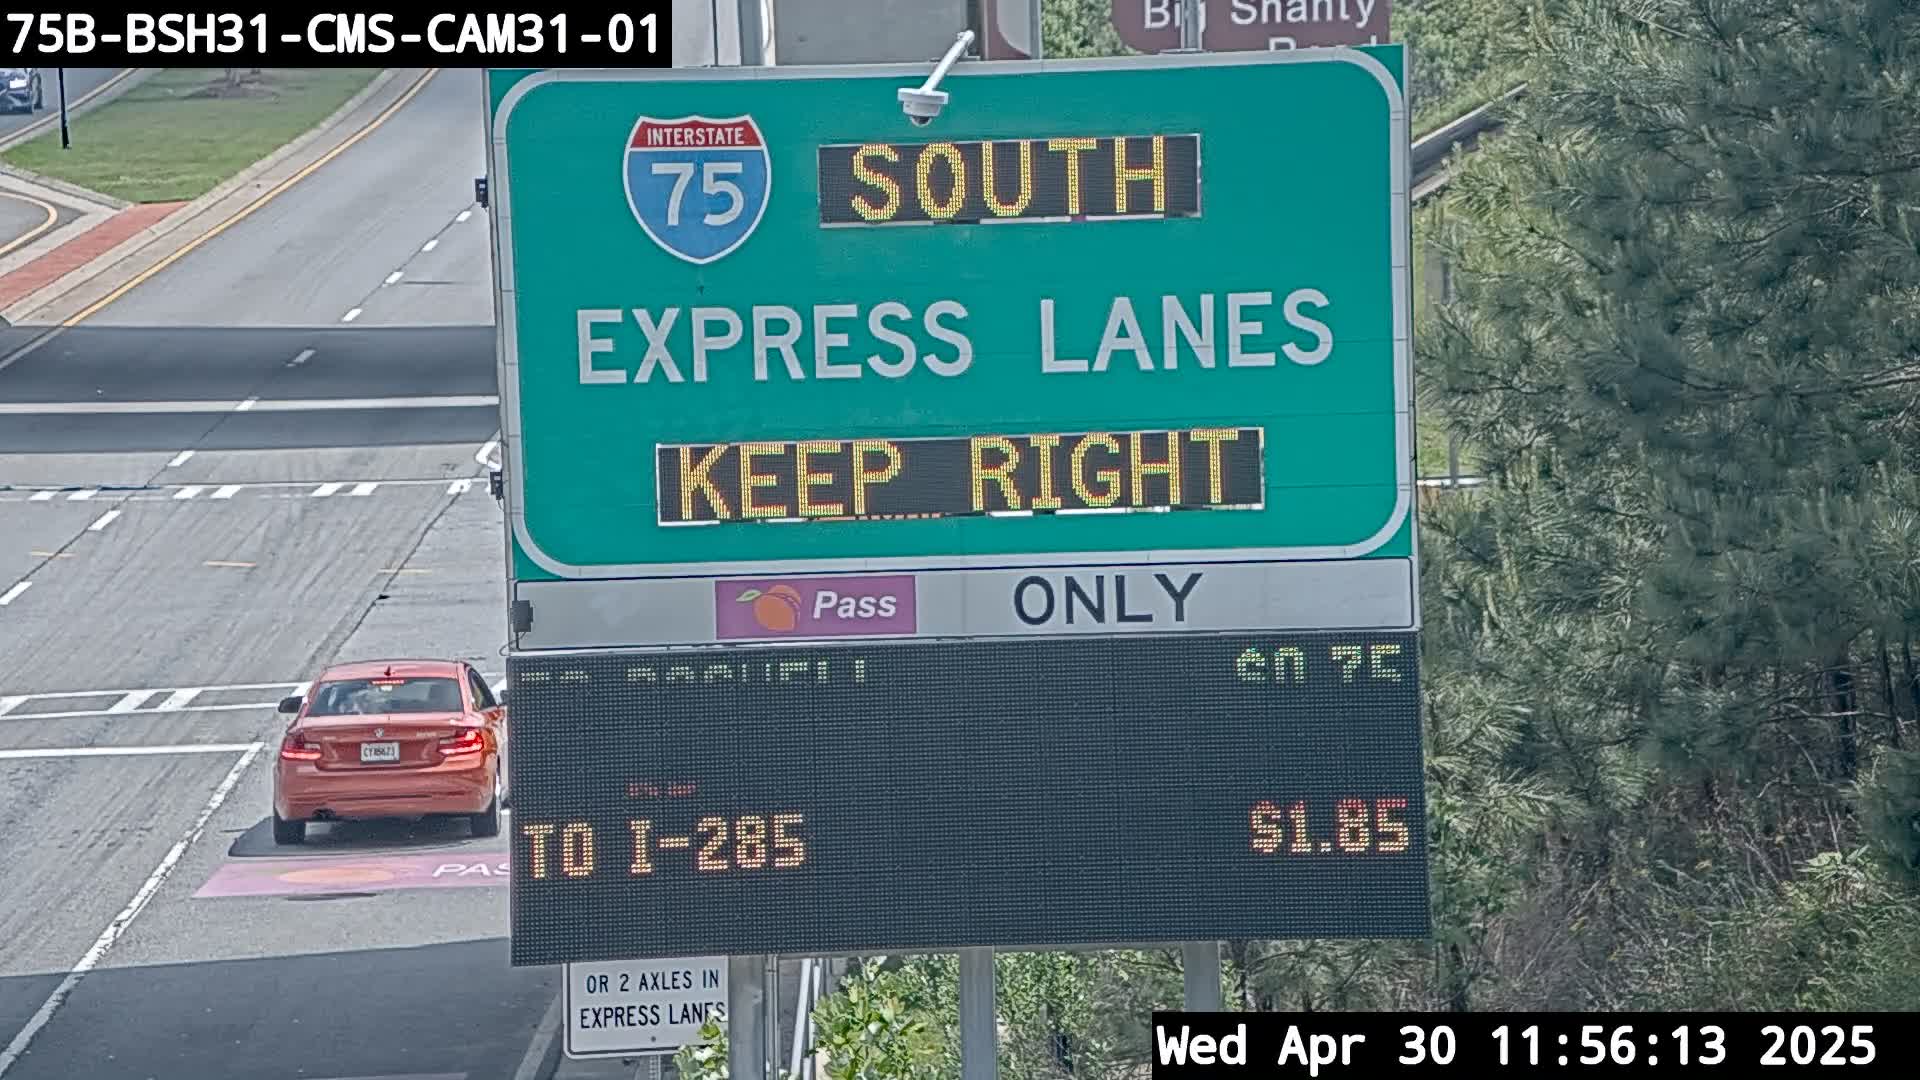 75B-BSH31-CMS-CAM31-01
Big Shanty
INTERSTATE
75
SOUTH
EXPRESS LANES
KEEP RIGHT
Pass
ONLY
TO I-285 $1.85
OR 2 AXLES IN
EXPRESS LANES
Wed Apr 30 11:56:13 2025